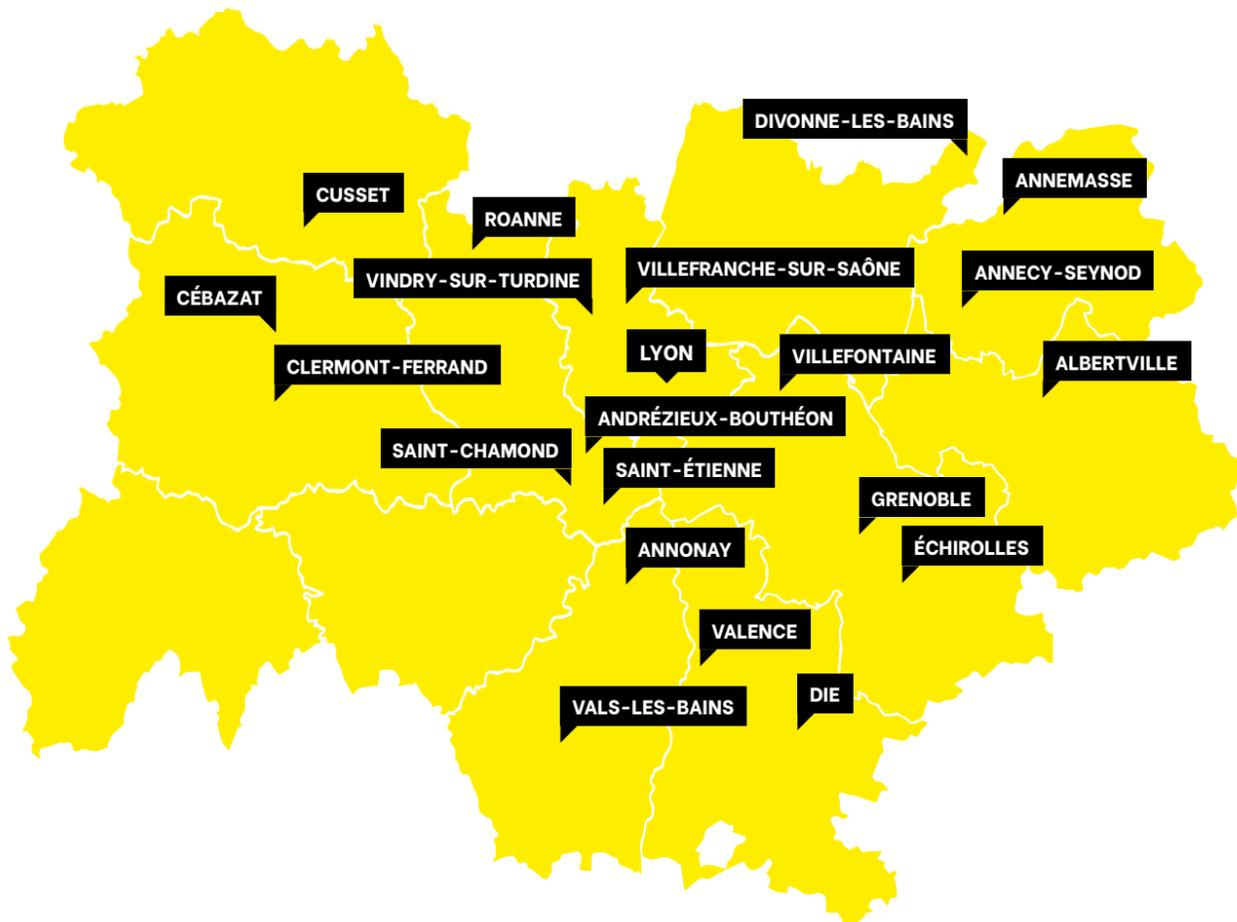 DIVONNE-LES-BAINS
ANNEMASSE
CUSSET
ROANNE
VILLEFRANCHE-SUR-SAÔNE
ANNECY-SEYNOD
VINDRY-SUR-TURDINE
CÉBAZAT
LYON
VILLEFONTAINE
ALBERTVILLE
CLERMONT-FERRAND
ANDRÉZIEUX-BOUTHÉON
SAINT-CHAMOND
SAINT-ÉTIENNE
GRENOBLE
ÉCHIROLLES
ANNONAY
VALENCE
DIE
VALS-LES-BAINS